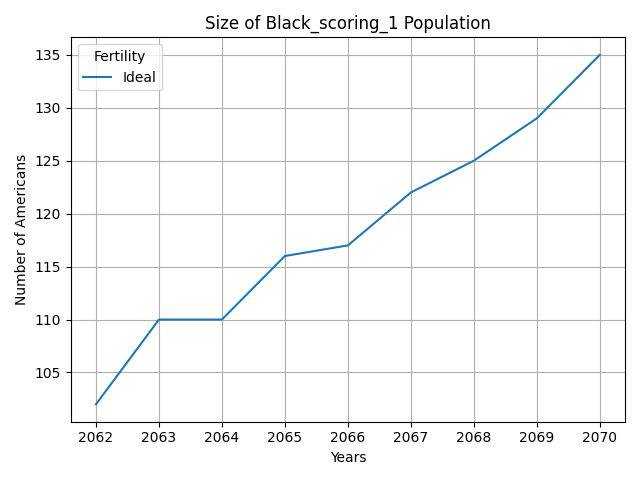 Size of Black_scoring_1 Population
Fertility
Ideal
Number of Americans
135
130
125
120
115
110
105
2062 2063 2064 2065 2066 2067 2068 2069 2070
Years